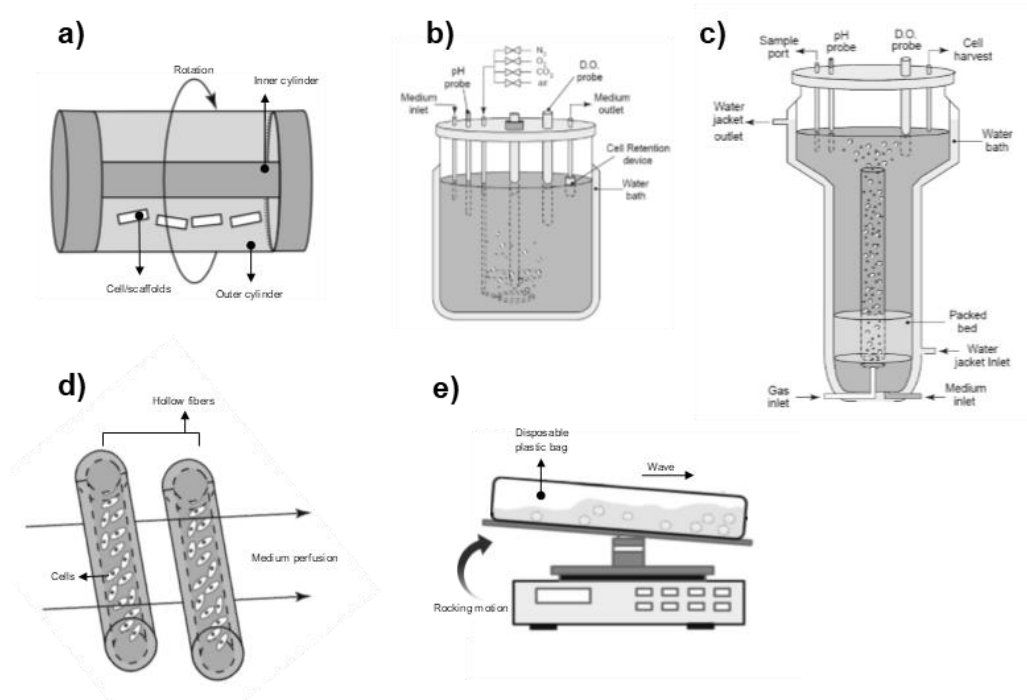 a)
Rotation
Inner cylinder
Cell/scaffolds
Outer cylinder
b)
N2
O2
CO2
air
pH
probe
D.O.
probe
Medium
inlet
Medium
outlet
Cell Retention
device
Water
bath
c)
Sample
port
pH
probe
D.O.
probe
Cell
harvest
Water
jacket
outlet
Water
bath
Packed
bed
Water
jacket Inlet
Gas
inlet
Medium
inlet
d)
Hollow fibers
Medium perfusion
Cells
e)
Disposable
plastic bag
Wave
Rocking motion